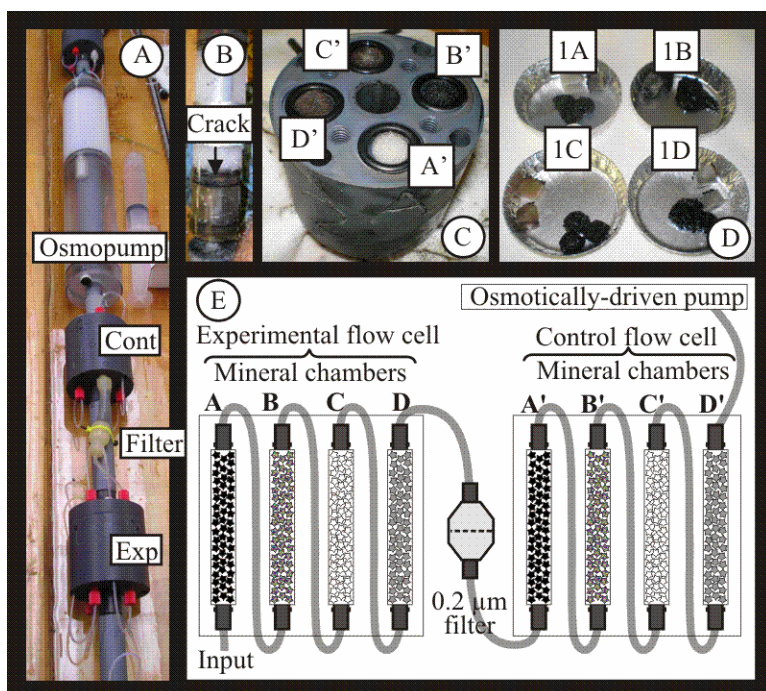 A
Osmopump
Cont
Filter
Exp
B
Crack
C'
B'
D'
A'
C
1A
1B
1C
1D
D
E
Osmotically-driven pump
Experimental flow cell
Mineral chambers
A B C D
Control flow cell
Mineral chambers
A' B' C' D'
0.2 µm
filter
Input